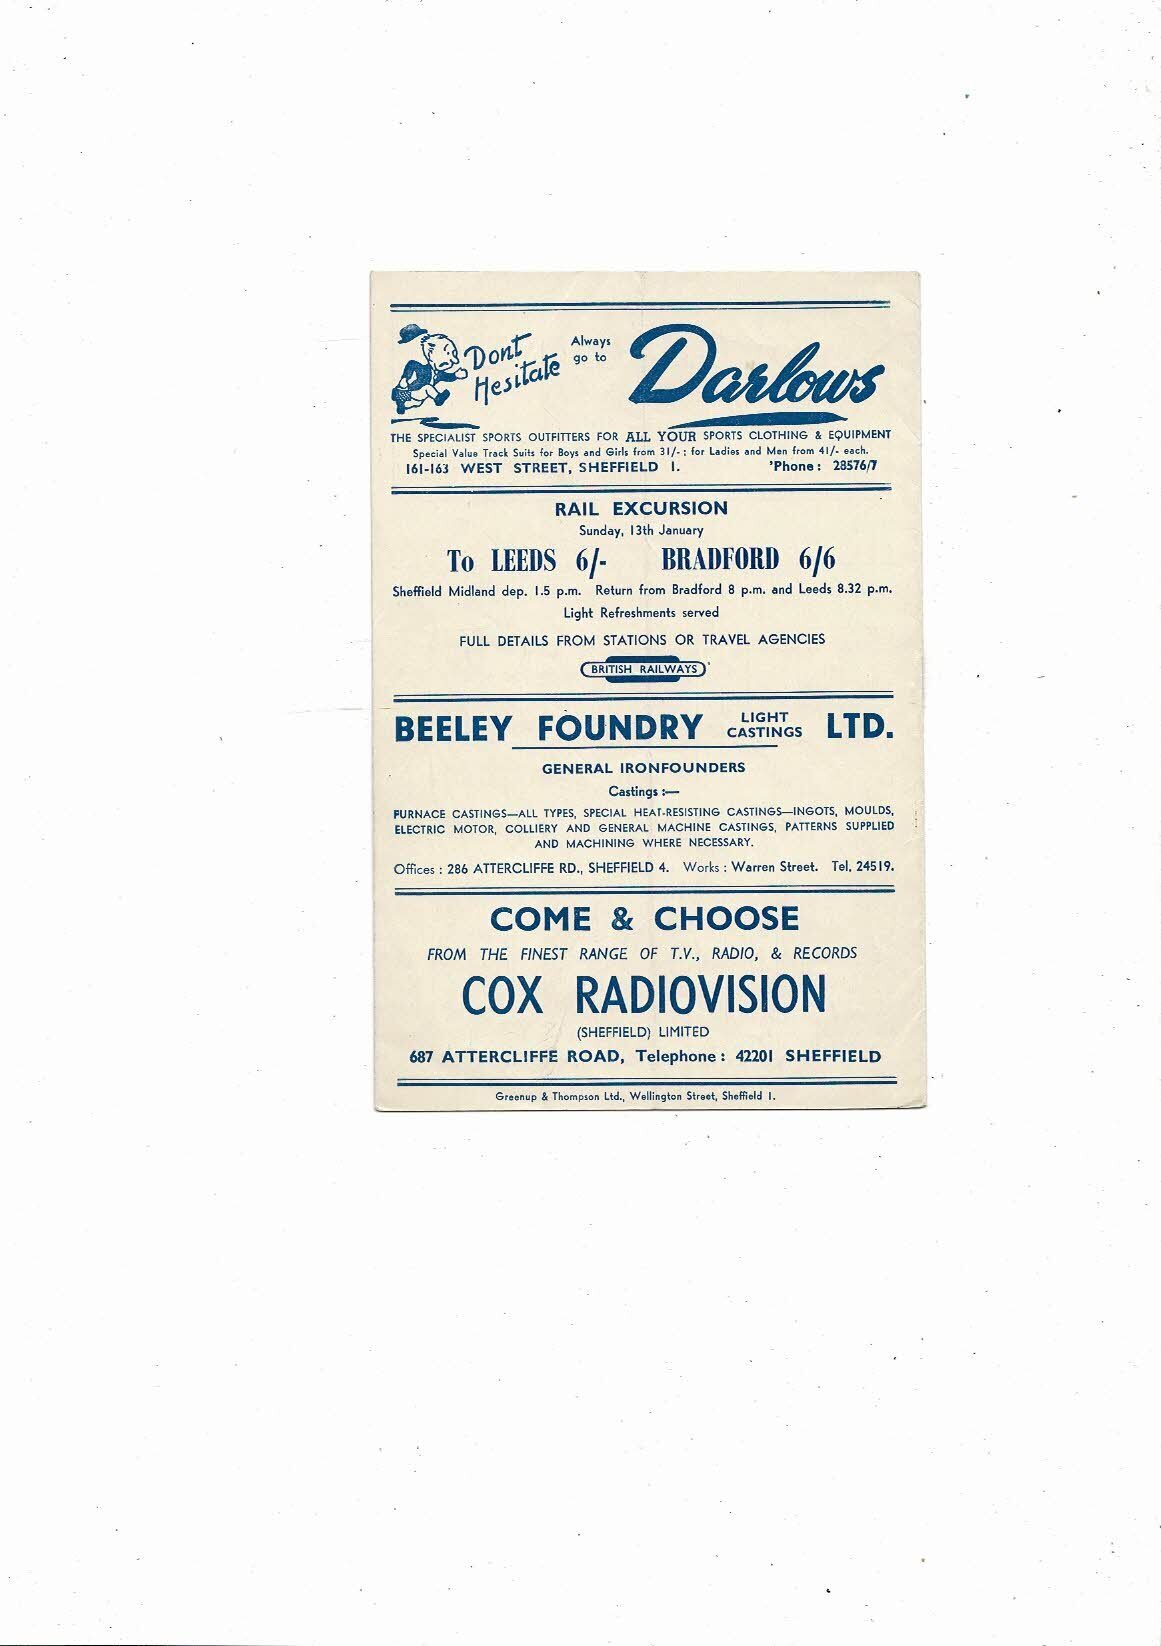 Dont
Hesitate
Always
go to
Darlows
THE SPECIALIST SPORTS OUTFITTERS FOR ALL YOUR SPORTS CLOTHING & EQUIPMENT
Special Value Track Suits for Boys and Girls from 31/- ; for Ladies and Men from 41/- each.
161-163 WEST STREET, SHEFFIELD 1. 'Phone : 28576/7
RAIL EXCURSION
Sunday, 13th January
To LEEDS 6/- BRADFORD 6/6
Sheffield Midland dep. 1.5 p.m. Return from Bradford 8 p.m. and Leeds 8.32 p.m.
Light Refreshments served
FULL DETAILS FROM STATIONS OR TRAVEL AGENCIES
BRITISH RAILWAYS
BEELEY FOUNDRY LIGHT CASTINGS LTD.
GENERAL IRONFOUNDERS
Castings :—
FURNACE CASTINGS—ALL TYPES, SPECIAL HEAT-RESISTING CASTINGS—INGOTS, MOULDS,
ELECTRIC MOTOR, COLLIERY AND GENERAL MACHINE CASTINGS, PATTERNS SUPPLIED
AND MACHINING WHERE NECESSARY.
Offices : 286 ATTERCLIFFE RD., SHEFFIELD 4. Works : Warren Street. Tel. 24519.
COME & CHOOSE
FROM THE FINEST RANGE OF T.V., RADIO, & RECORDS
COX RADIOVISION
(SHEFFIELD) LIMITED
687 ATTERCLIFFE ROAD, Telephone : 42201 SHEFFIELD
Greenup & Thompson Ltd., Wellington Street, Sheffield 1.